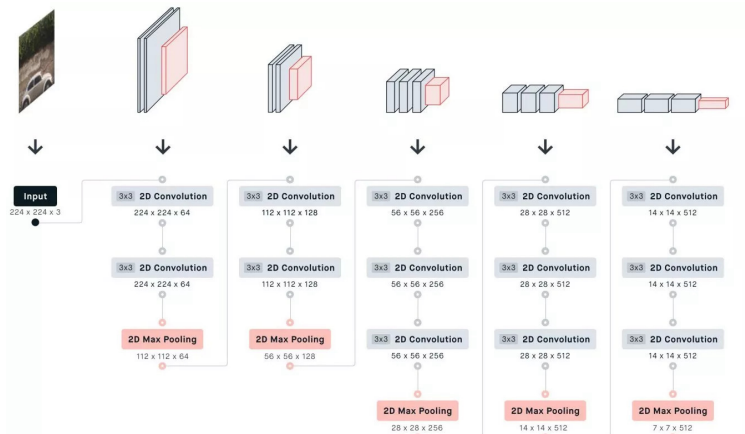 Input
224 x 224 x 3
3x3 2D Convolution
224 x 224 x 64
3x3 2D Convolution
224 x 224 x 64
2D Max Pooling
112 x 112 x 64
3x3 2D Convolution
112 x 112 x 128
3x3 2D Convolution
112 x 112 x 128
2D Max Pooling
56 x 56 x 128
3x3 2D Convolution
56 x 56 x 256
3x3 2D Convolution
56 x 56 x 256
3x3 2D Convolution
56 x 56 x 256
2D Max Pooling
28 x 28 x 256
3x3 2D Convolution
28 x 28 x 512
3x3 2D Convolution
28 x 28 x 512
3x3 2D Convolution
28 x 28 x 512
2D Max Pooling
14 x 14 x 512
3x3 2D Convolution
14 x 14 x 512
3x3 2D Convolution
14 x 14 x 512
3x3 2D Convolution
14 x 14 x 512
2D Max Pooling
7 x 7 x 512